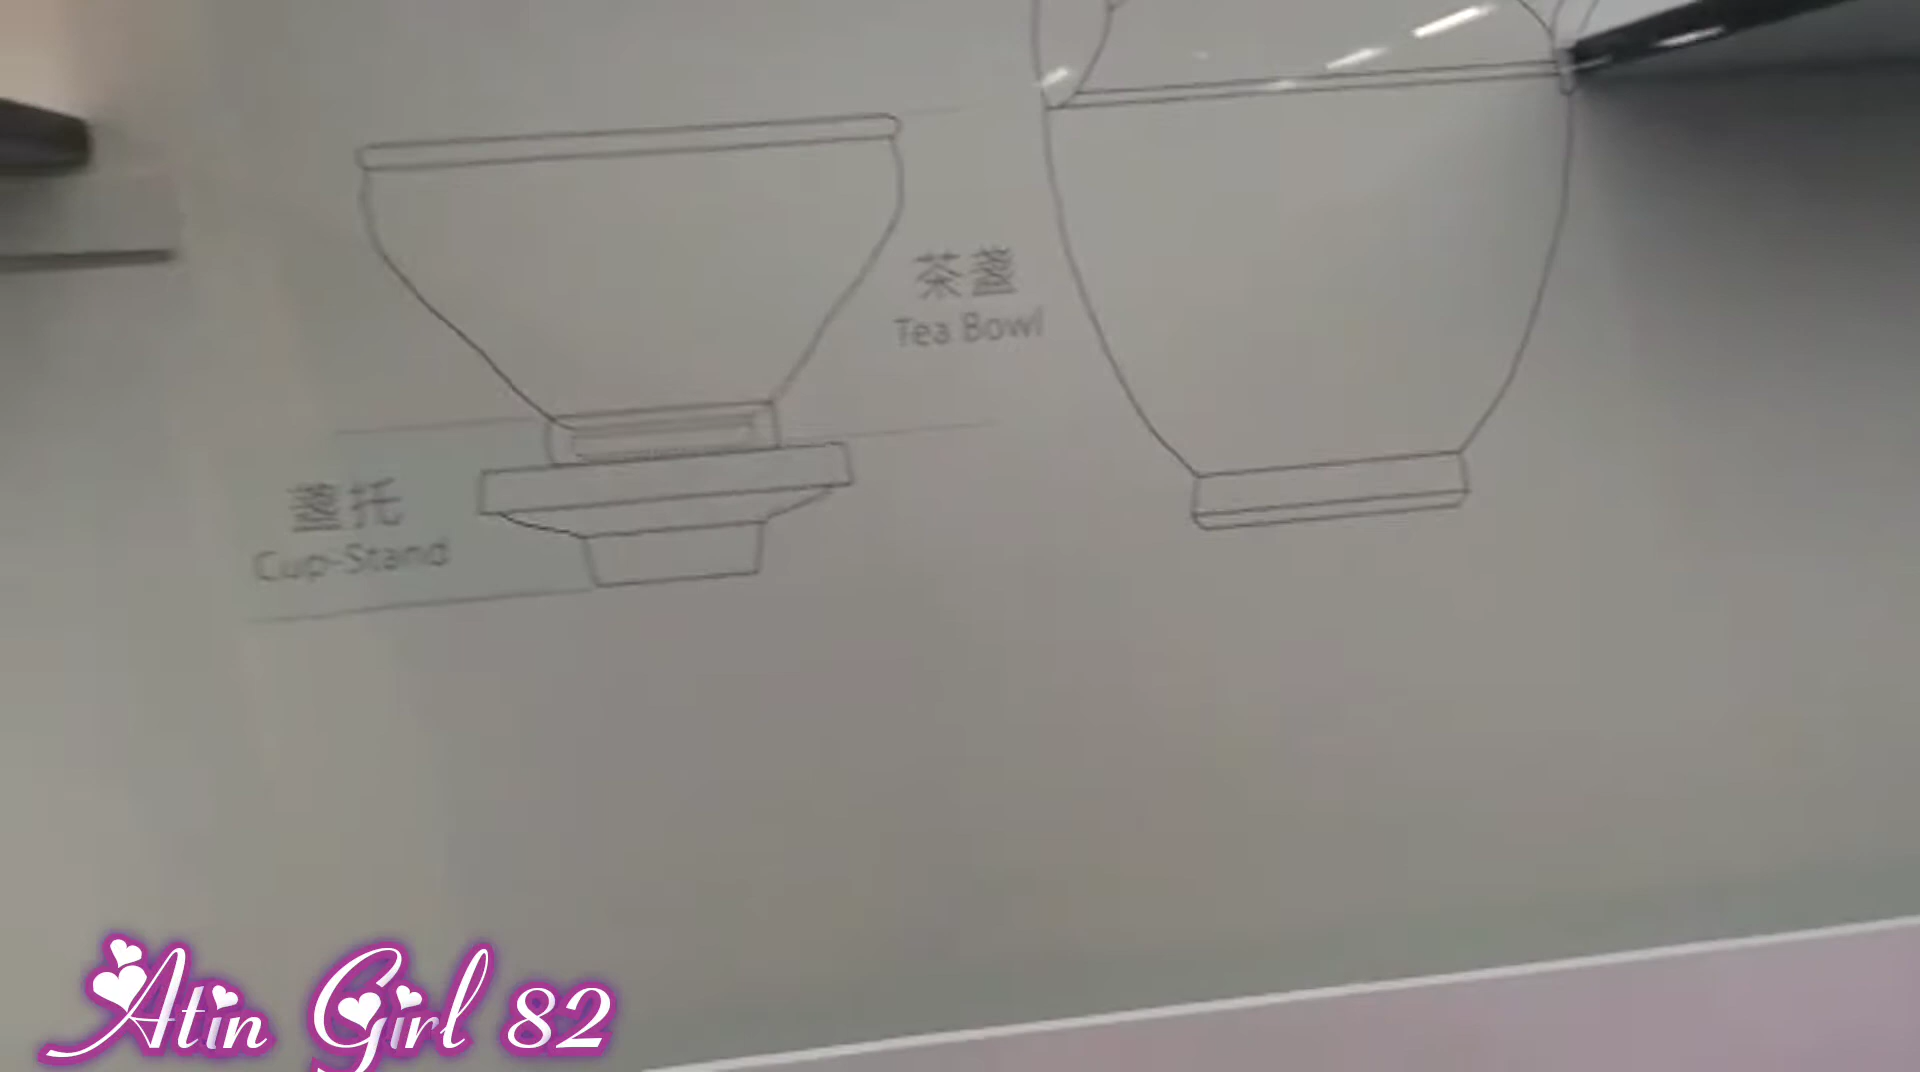 茶盞
Tea Bowl
盞托
Cup-Stand
Atin Girl 82